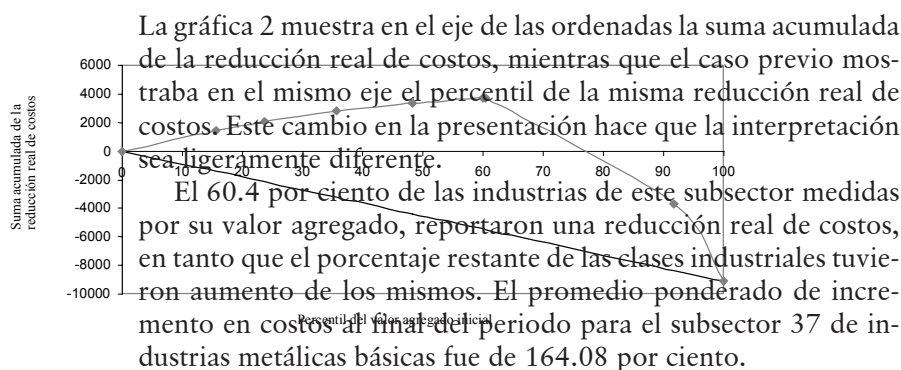 La gráfica 2 muestra en el eje de las ordenadas la suma acumulada
de la reducción real de costos, mientras que el caso previo mos-
traba en el mismo eje el percentil de la misma reducción real de
costos. Este cambio en la presentación hace que la interpretación
sea ligeramente diferente.
El 60.4 por ciento de las industrias de este subsector medidas
por su valor agregado, reportaron una reducción real de costos,
en tanto que el porcentaje restante de las clases industriales tuvie-
ron aumento de los mismos. El promedio ponderado de incre-
mento en costos al final del periodo para el subsector 37 de in-
dustrias metálicas básicas fue de 164.08 por ciento.
Suma acumulada de la
reducción real de costos
6000
4000
2000
0
-2000
-4000
-6000
-8000
-10000
0 10 20 30 40 50 60 70 80 90 100
Percentil del valor agregado inicial